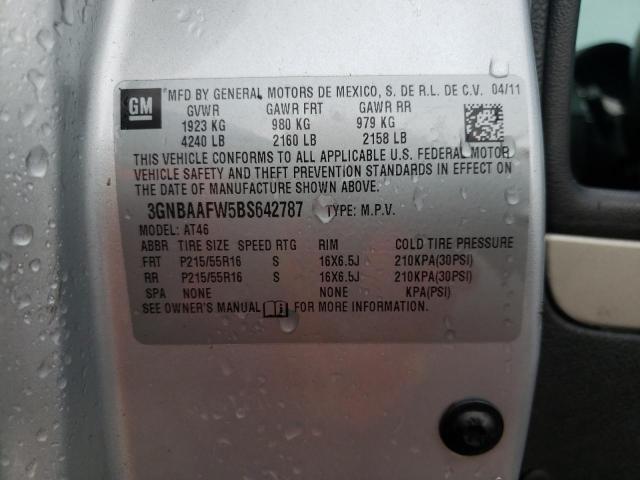 GM
*MFD BY GENERAL MOTORS DE MEXICO, S. DE R.L. DE C.V. 04/11
GVWR GAWR FRT GAWR RR
1923 KG 980 KG 979 KG
4240 LB 2160 LB 2158 LB
THIS VEHICLE CONFORMS TO ALL APPLICABLE U.S. FEDERAL MOTOR
VEHICLE SAFETY AND THEFT PREVENTION STANDARDS IN EFFECT ON
THE DATE OF MANUFACTURE SHOWN ABOVE.
3GNBAAFW5BS642787 TYPE: M.P.V.
MODEL: AT46
ABBR TIRE SIZE SPEED RTG RIM COLD TIRE PRESSURE
FRT P215/55R16 S 16X6.5J 210KPA(30PSI)
RR P215/55R16 S 16X6.5J 210KPA(30PSI)
SPA NONE NONE KPA(PSI)
SEE OWNER'S MANUAL FOR MORE INFORMATION.